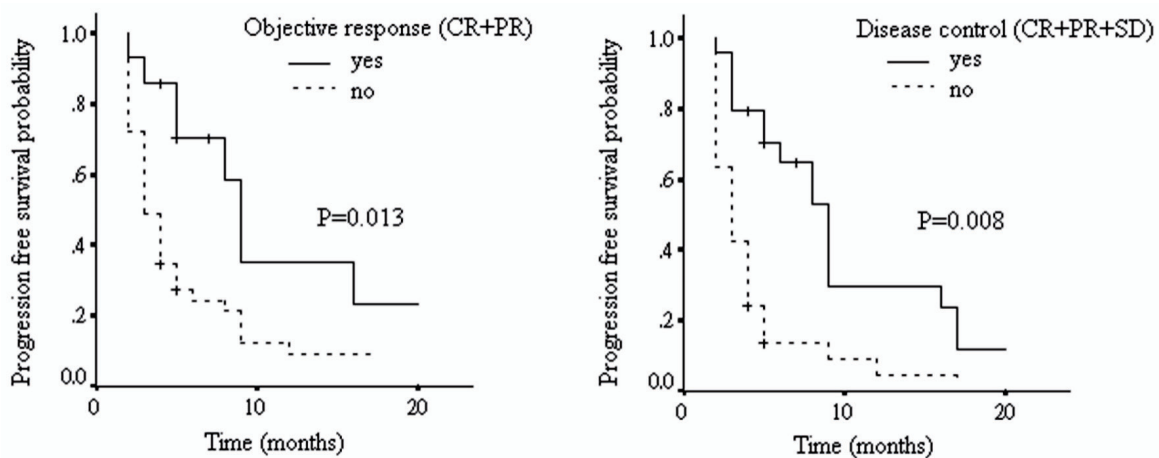 Objective response (CR+PR)
yes
no
Progression free survival probability
1.0
.8
.6
.4
.2
0.0
P=0.013
0
10
20
Time (months)
Disease control (CR+PR+SD)
yes
no
Progression free survival probability
1.0
.8
.6
.4
.2
0.0
P=0.008
0
10
20
Time (months)